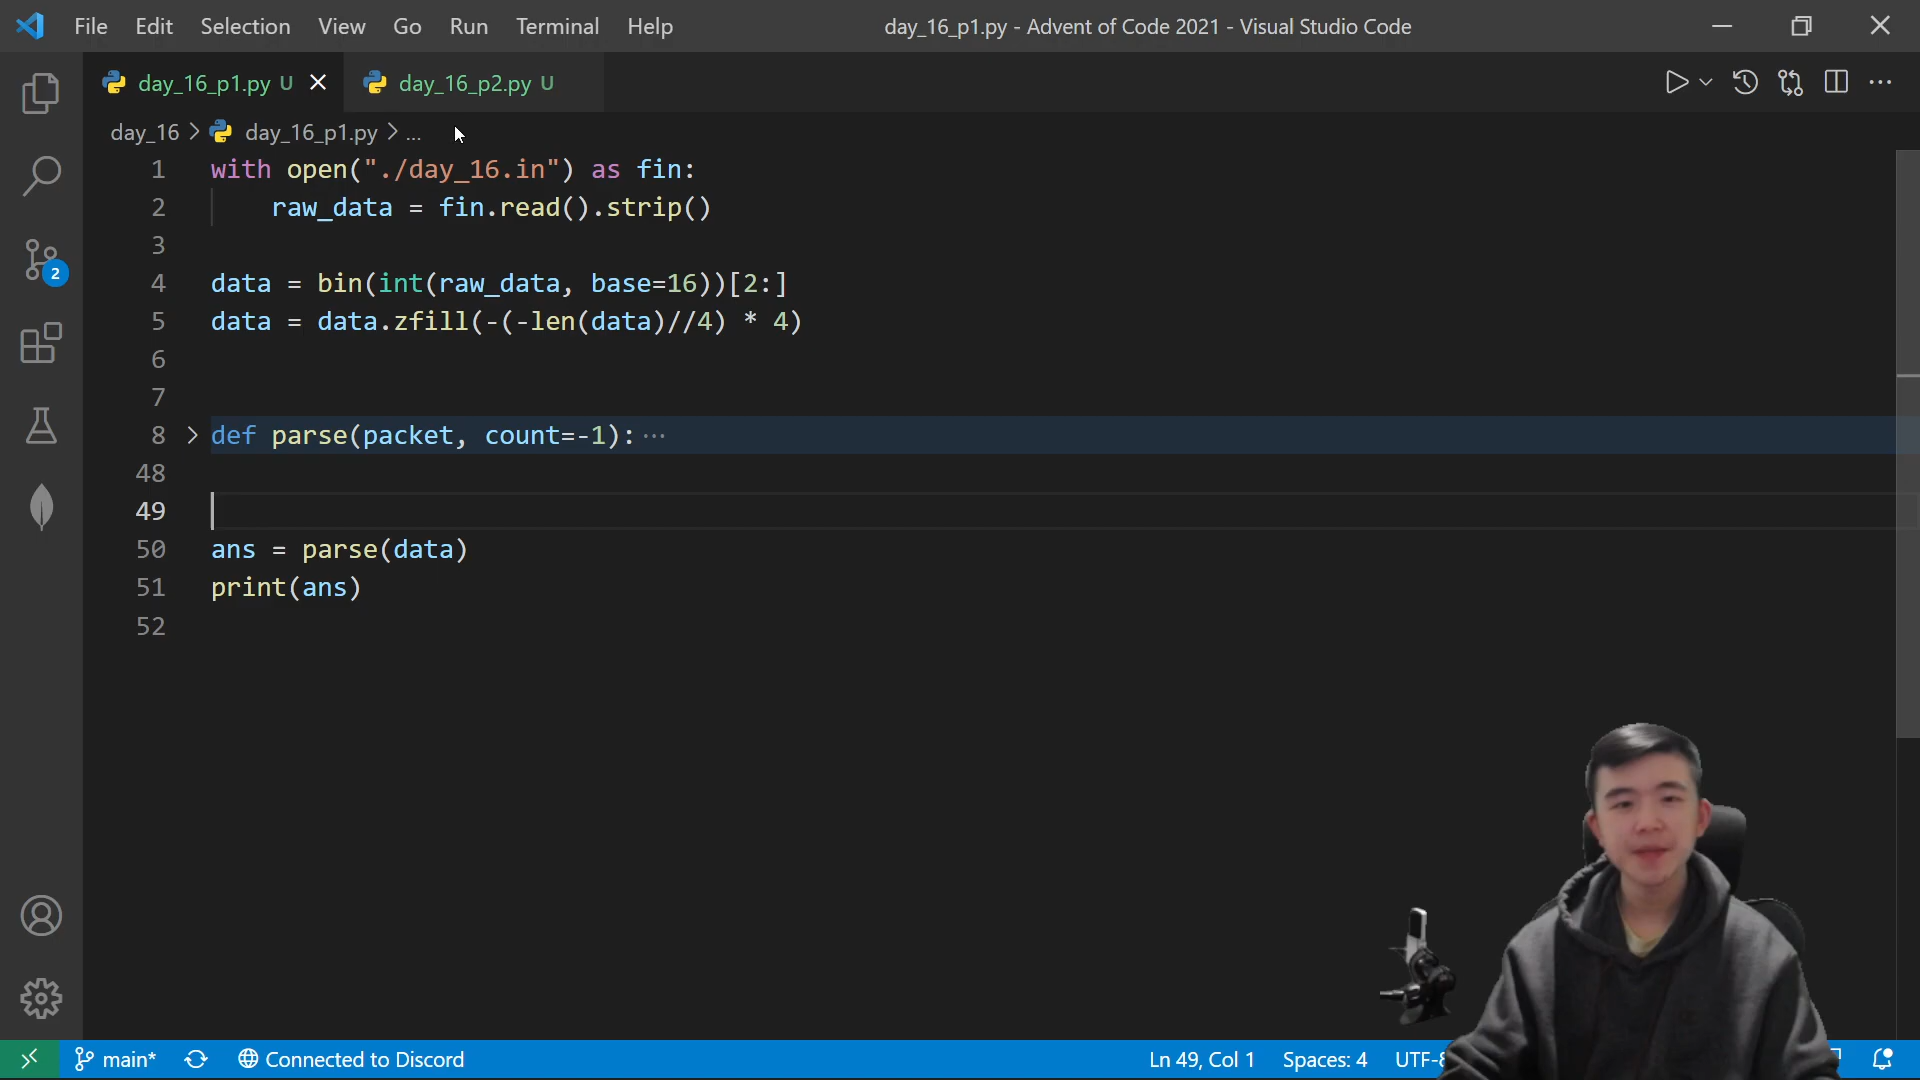 File Edit Selection View Go Run Terminal Help day_16_p1.py - Advent of Code 2021 - Visual Studio Code
day_16_p1.py U day_16_p2.py U
day_16 > day_16_p1.py > ...
1 with open("./day_16.in") as fin:
2 raw_data = fin.read().strip()
3
4 data = bin(int(raw_data, base=16))[2:]
5 data = data.zfill(-(-len(data)//4) * 4)
6
7
8 def parse(packet, count=-1): ...
48
49
50 ans = parse(data)
51 print(ans)
52
2
main* Connected to Discord Ln 49, Col 1 Spaces: 4